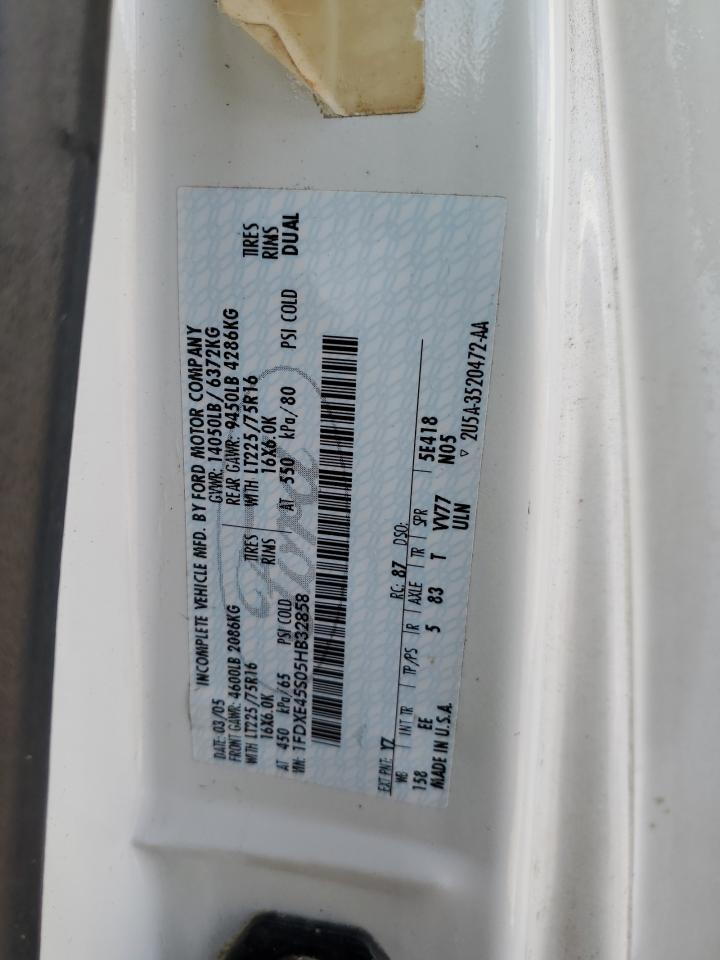 INCOMPLETE VEHICLE MFD. BY FORD MOTOR COMPANY
DATE: 03/05 GVWR: 14050LB/ 6372KG
FRONT GAWR: 4600LB 2086KG REAR GAWR: 9450LB 4286KG
WITH LT225/75R16 TIRES WITH LT225/75R16 TIRES
16X6.0K RIMS 16X6.0K RIMS
AT 450 kPa/65 PSI COLD AT 550 kPa/80 PSI COLD DUAL
VIN: 1FDXE45S05HB32858
Ford
EXT PNT: YZ RC: 87 DSO:
WB INT TR TP/PS R AXLE TR SPR 5E418
158 EE 5 83 T VV77 N05
MADE IN U.S.A. ULN
▽ 2U5A-3520472-AA